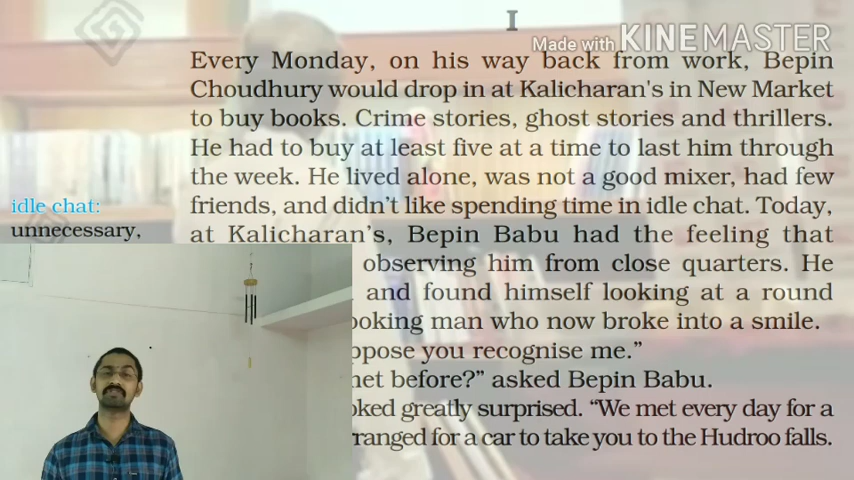 I
Made with KINEMASTER
Every Monday, on his way back from work, Bepin
Choudhury would drop in at Kalicharan's in New Market
to buy books. Crime stories, ghost stories and thrillers.
He had to buy at least five at a time to last him through
the week. He lived alone, was not a good mixer, had few
friends, and didn't like spending time in idle chat. Today,
at Kalicharan's, Bepin Babu had the feeling that
observing him from close quarters. He
and found himself looking at a round
man who now broke into a smile.
you recognise me.”
before?” asked Bepin Babu.
greatly surprised. “We met every day for a
for a car to take you to the Hudroo falls.
idle chat:
unnecessary,